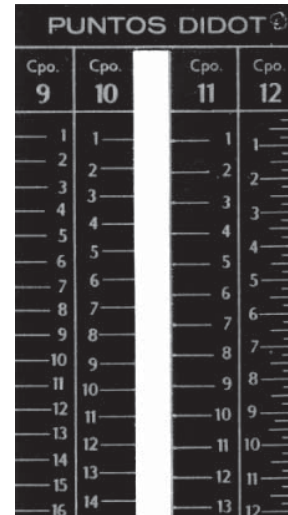 PUNTOS DIDOT
Cpo. Cpo. Cpo. Cpo.
9 10 11 12
1 1 1 1
2 2 2 2
3 3 3 3
4 4 4 4
5 5 5 5
6 6 6 6
7 7 7 7
8 8 8 8
9 9 9 9
10 10 10 10
11 11 11 11
12 12 12 12
13 13 13
14 14
15
16